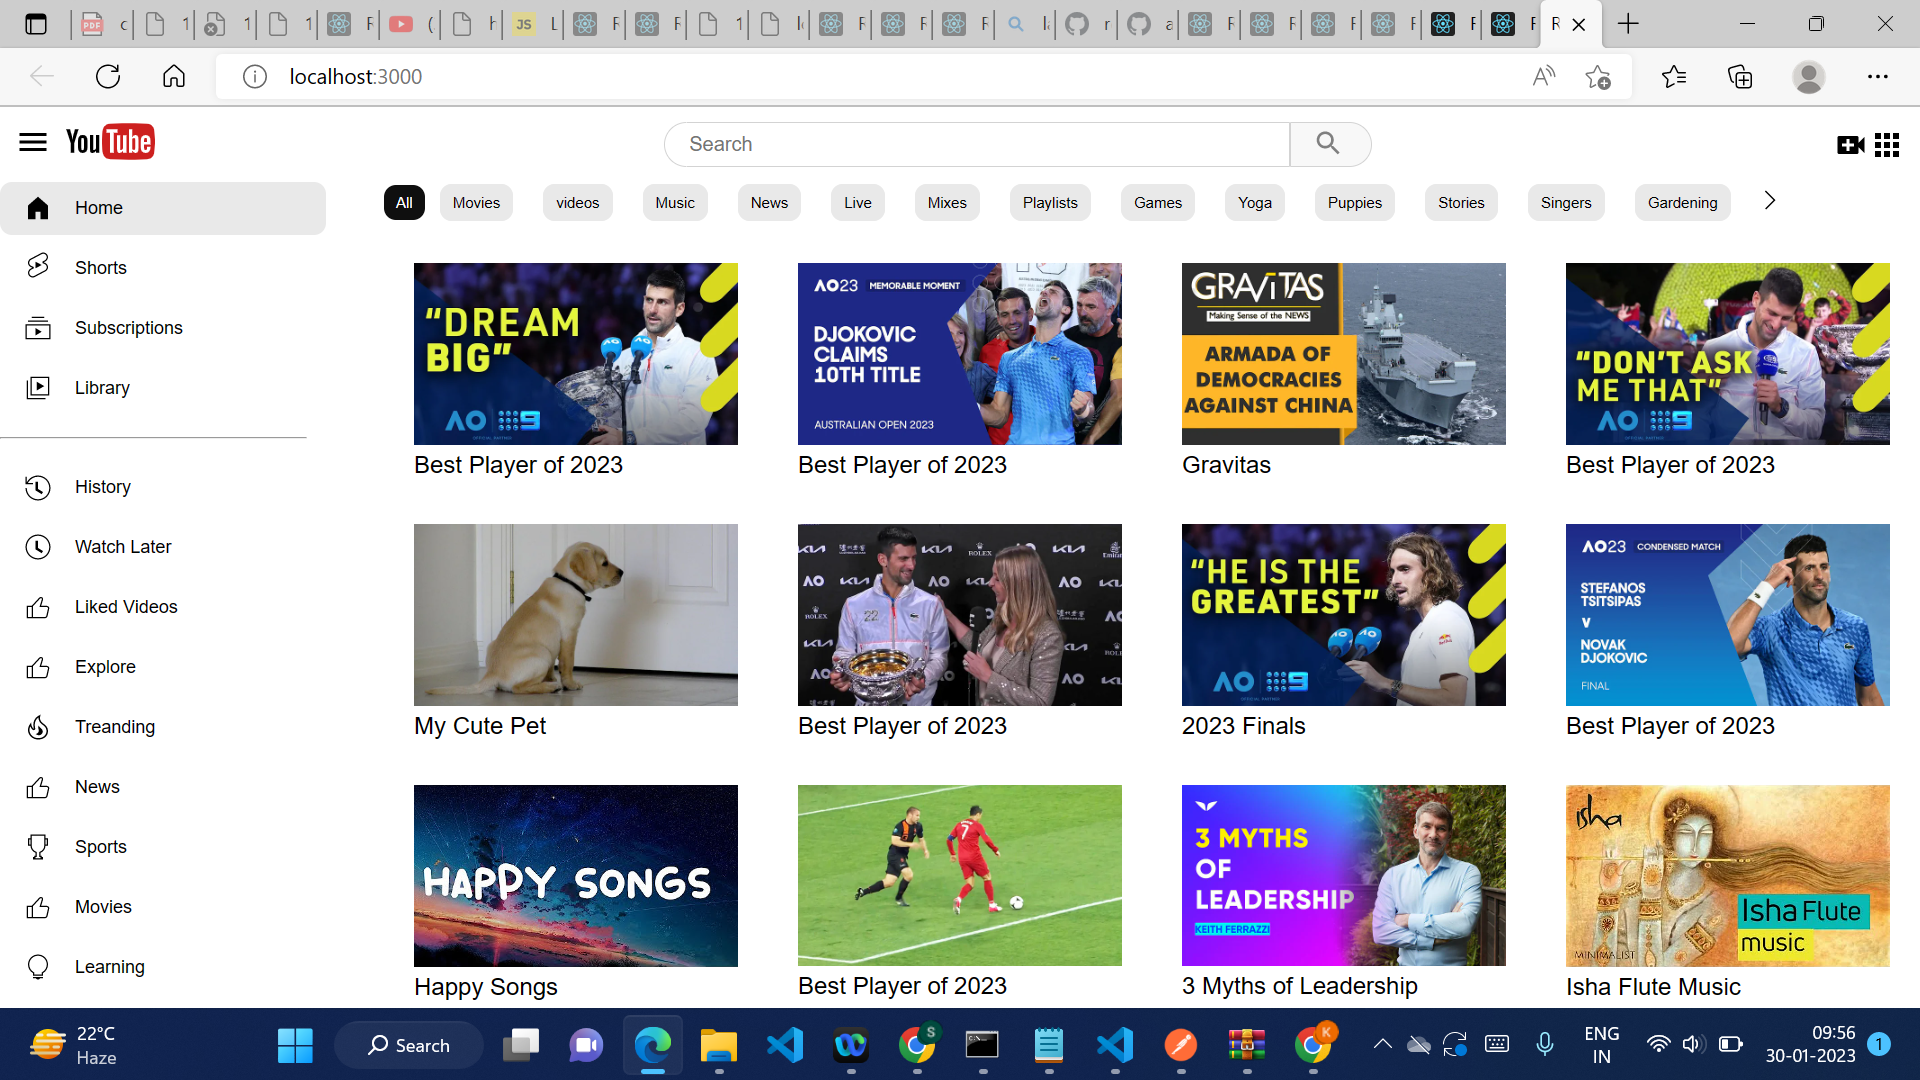 localhost:3000
YouTube
Search
Home
Shorts
Subscriptions
Library
History
Watch Later
Liked Videos
Explore
Treanding
News
Sports
Movies
Learning
All
Movies
videos
Music
News
Live
Mixes
Playlists
Games
Yoga
Puppies
Stories
Singers
Gardening
"DREAM
BIG"
AO
9
Best Player of 2023
AO23 MEMORABLE MOMENT
DJOKOVIC
CLAIMS
10TH TITLE
AUSTRALIAN OPEN 2023
Best Player of 2023
GRAVITAS
Making Sense of the NEWS
ARMADA OF
DEMOCRACIES
AGAINST CHINA
Gravitas
"DON'T ASK
ME THAT"
AO
9
Best Player of 2023
My Cute Pet
ROLEX
Best Player of 2023
"HE IS THE
GREATEST"
AO
9
2023 Finals
AO23 CONDENSED MATCH
STEFANOS
TSITSIPAS
V
NOVAK
DJOKOVIC
FINAL
Best Player of 2023
HAPPY SONGS
Happy Songs
7
Best Player of 2023
3 MYTHS
OF
LEADERSHIP
KEITH FERRAZZI
3 Myths of Leadership
isha
Isha Flute
music
MINIMALIST
Isha Flute Music
22°C
Haze
Search
S
K
ENG
IN
09:56
30-01-2023
1